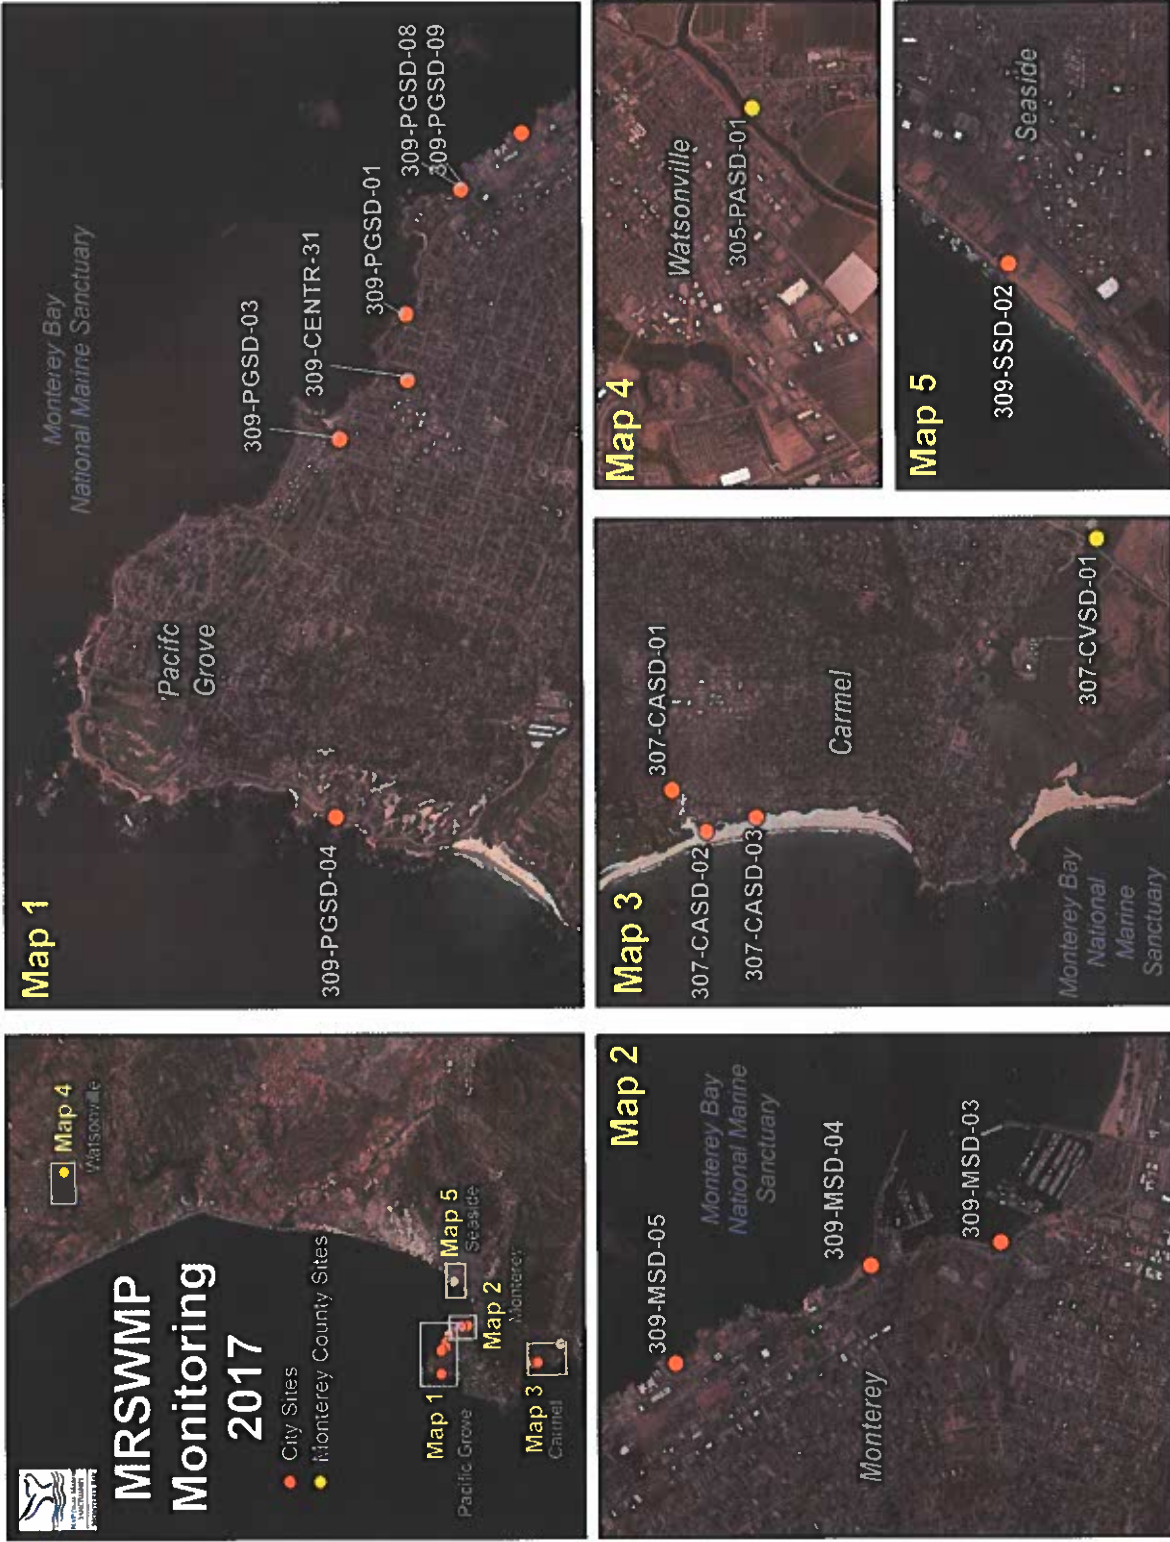 MRSWMP
Monitoring
2017
City Sites
Monterey County Sites
Map 4
Watsonville
Map 1
Pacific Grove
Map 5
Seaside
Map 2
Monterey
Map 3
Carmel
Map 1
Monterey Bay
National Marine Sanctuary
'Pacifc
Grove
309-PGSD-04
309-PGSD-03
309-CENTR-31
309-PGSD-01
309-PGSD-08
309-PGSD-09
Map 2
Monterey Bay
National Marine
Sanctuary
309-MSD-05
309-MSD-04
309-MSD-03
Monterey
Map 3
307-CASD-01
307-CASD-02
307-CASD-03
Carmel
307-CVSD-01
Monterey Bay
National
Marine
Sanctuary
Map 4
Watsonville
305-PASD-01
Map 5
309-SSD-02
Seaside